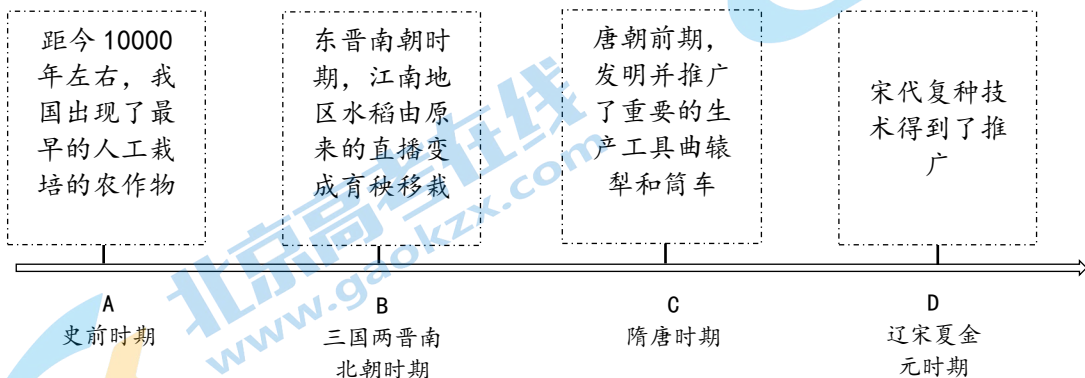 距今 10000
年左右，我
国出现了最
早的人工栽
培的农作物
东晋南朝时
期，江南地
区水稻由原
来的直播变
成育秧移栽
唐朝前期，
发明并推广
了重要的生
产工具曲辕
犁和筒车
宋代复种技
术得到了推
广
北京高考在线
www.gaokzx.com
A
史前时期
B
三国两晋南
北朝时期
C
隋唐时期
D
辽宋夏金
元时期